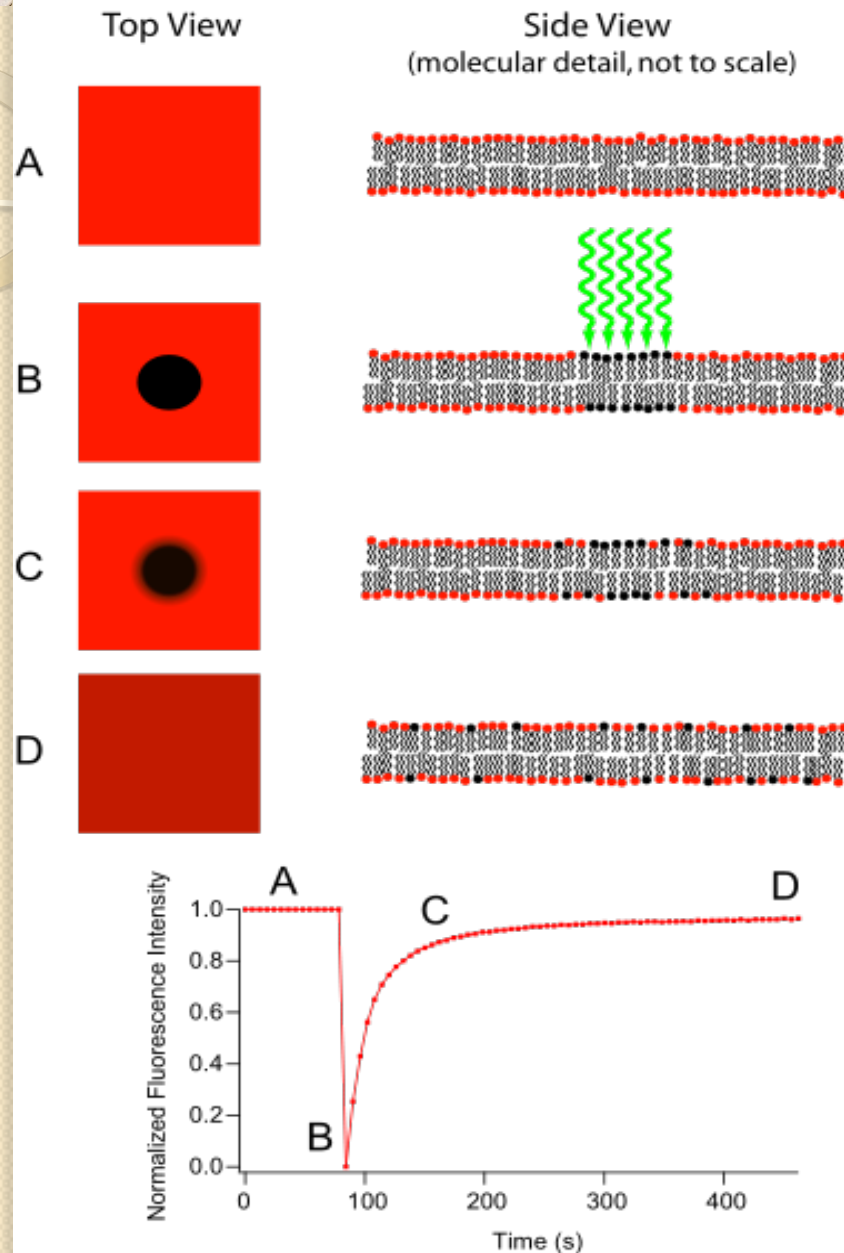 Top View
Side View
(molecular detail, not to scale)
A
B
C
D
A
B
C
D
Normalized Fluorescence Intensity
1.0
0.8
0.6
0.4
0.2
0.0
0
100
200
300
400
Time (s)